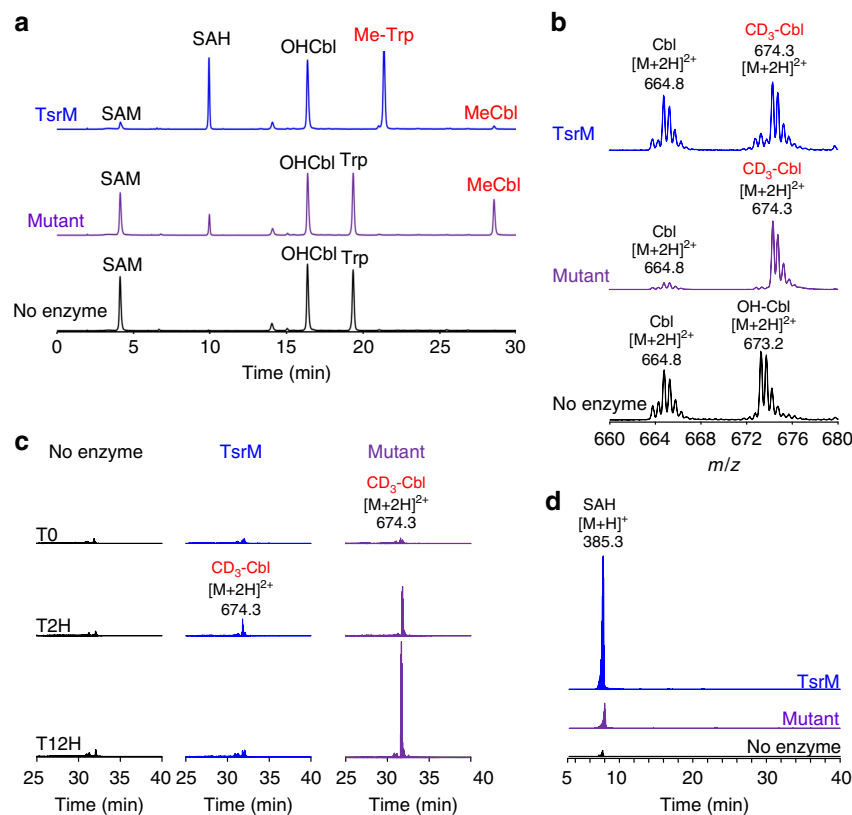 a
SAH
OHCbl
Me-Trp
SAM
TsrM
MeCbl
SAM
OHCbl
Trp
MeCbl
Mutant
SAM
OHCbl
Trp
No enzyme
0 5 10 15 20 25 30
Time (min)
b
Cbl
[M+2H]2+
664.8
CD3-Cbl
674.3
[M+2H]2+
TsrM
CD3-Cbl
[M+2H]2+
674.3
Cbl
[M+2H]2+
664.8
Mutant
Cbl
[M+2H]2+
664.8
OH-Cbl
[M+2H]2+
673.2
No enzyme
660 664 668 672 676 680
m/z
c
No enzyme TsrM Mutant
CD3-Cbl
[M+2H]2+
674.3
T0
CD3-Cbl
[M+2H]2+
674.3
T2H
T12H
25 30 35 40 25 30 35 40 25 30 35 40
Time (min) Time (min) Time (min)
d
SAH
[M+H]+
385.3
TsrM
Mutant
No enzyme
5 10 20 30 40
Time (min)